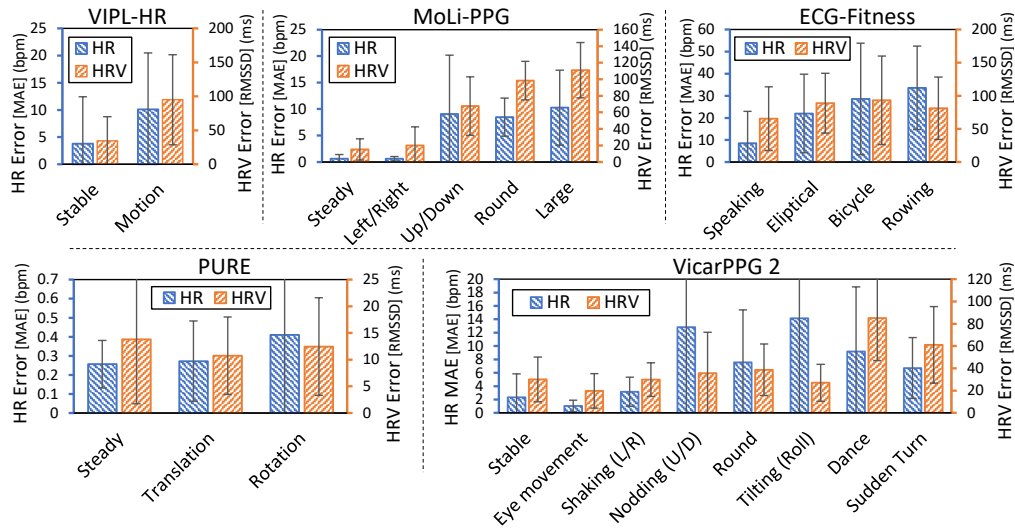 VIPL-HR
HR Error [MAE] (bpm)
25
20
15
10
5
0
HR
HRV
200
150
100
50
0
HRV Error [RMSSD] (ms)
Stable
Motion
MoLi-PPG
HR Error [MAE] (bpm)
25
20
15
10
5
0
HR
HRV
160
140
120
100
80
60
40
20
0
HRV Error [RMSSD] (ms)
Steady
Left/Right
Up/Down
Round
Large
ECG-Fitness
HR Error [MAE] (bpm)
60
50
40
30
20
10
0
HR
HRV
200
150
100
50
0
HRV Error [RMSSD] (ms)
Speaking
Eliptical
Bicycle
Rowing
PURE
HR Error [MAE] (bpm)
0.7
0.6
0.5
0.4
0.3
0.2
0.1
0
HR
HRV
25
20
15
10
5
0
HRV Error [RMSSD] (ms)
Steady
Translation
Rotation
VicarPPG 2
HR MAE [MAE] (bpm)
20
18
16
14
12
10
8
6
4
2
0
HR
HRV
120
100
80
60
40
20
0
HRV Error [RMSSD] (ms)
Stable
Eye movement
Shaking (L/R)
Nodding (U/D)
Round
Tilting (Roll)
Dance
Sudden Turn